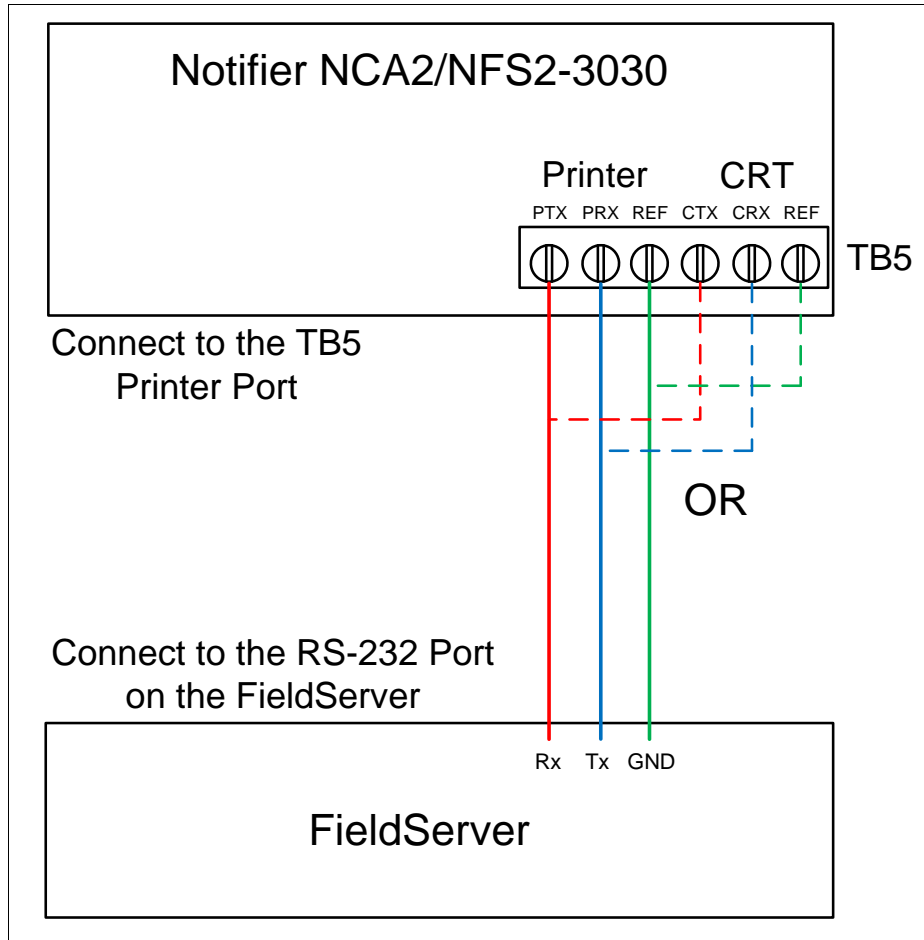 Notifier NCA2/NFS2-3030
Printer CRT
PTX PRX REF CTX CRX REF
TB5
Connect to the TB5
Printer Port
OR
Connect to the RS-232 Port
on the FieldServer
Rx Tx GND
FieldServer